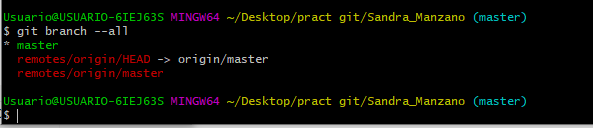 Usuario@USUARIO-6IEJ63S MINGW64 ~/Desktop/pract git/Sandra_Manzano (master)
$ git branch --all
* master
remotes/origin/HEAD -> origin/master
remotes/origin/master
Usuario@USUARIO-6IEJ63S MINGW64 ~/Desktop/pract git/Sandra_Manzano (master)
$